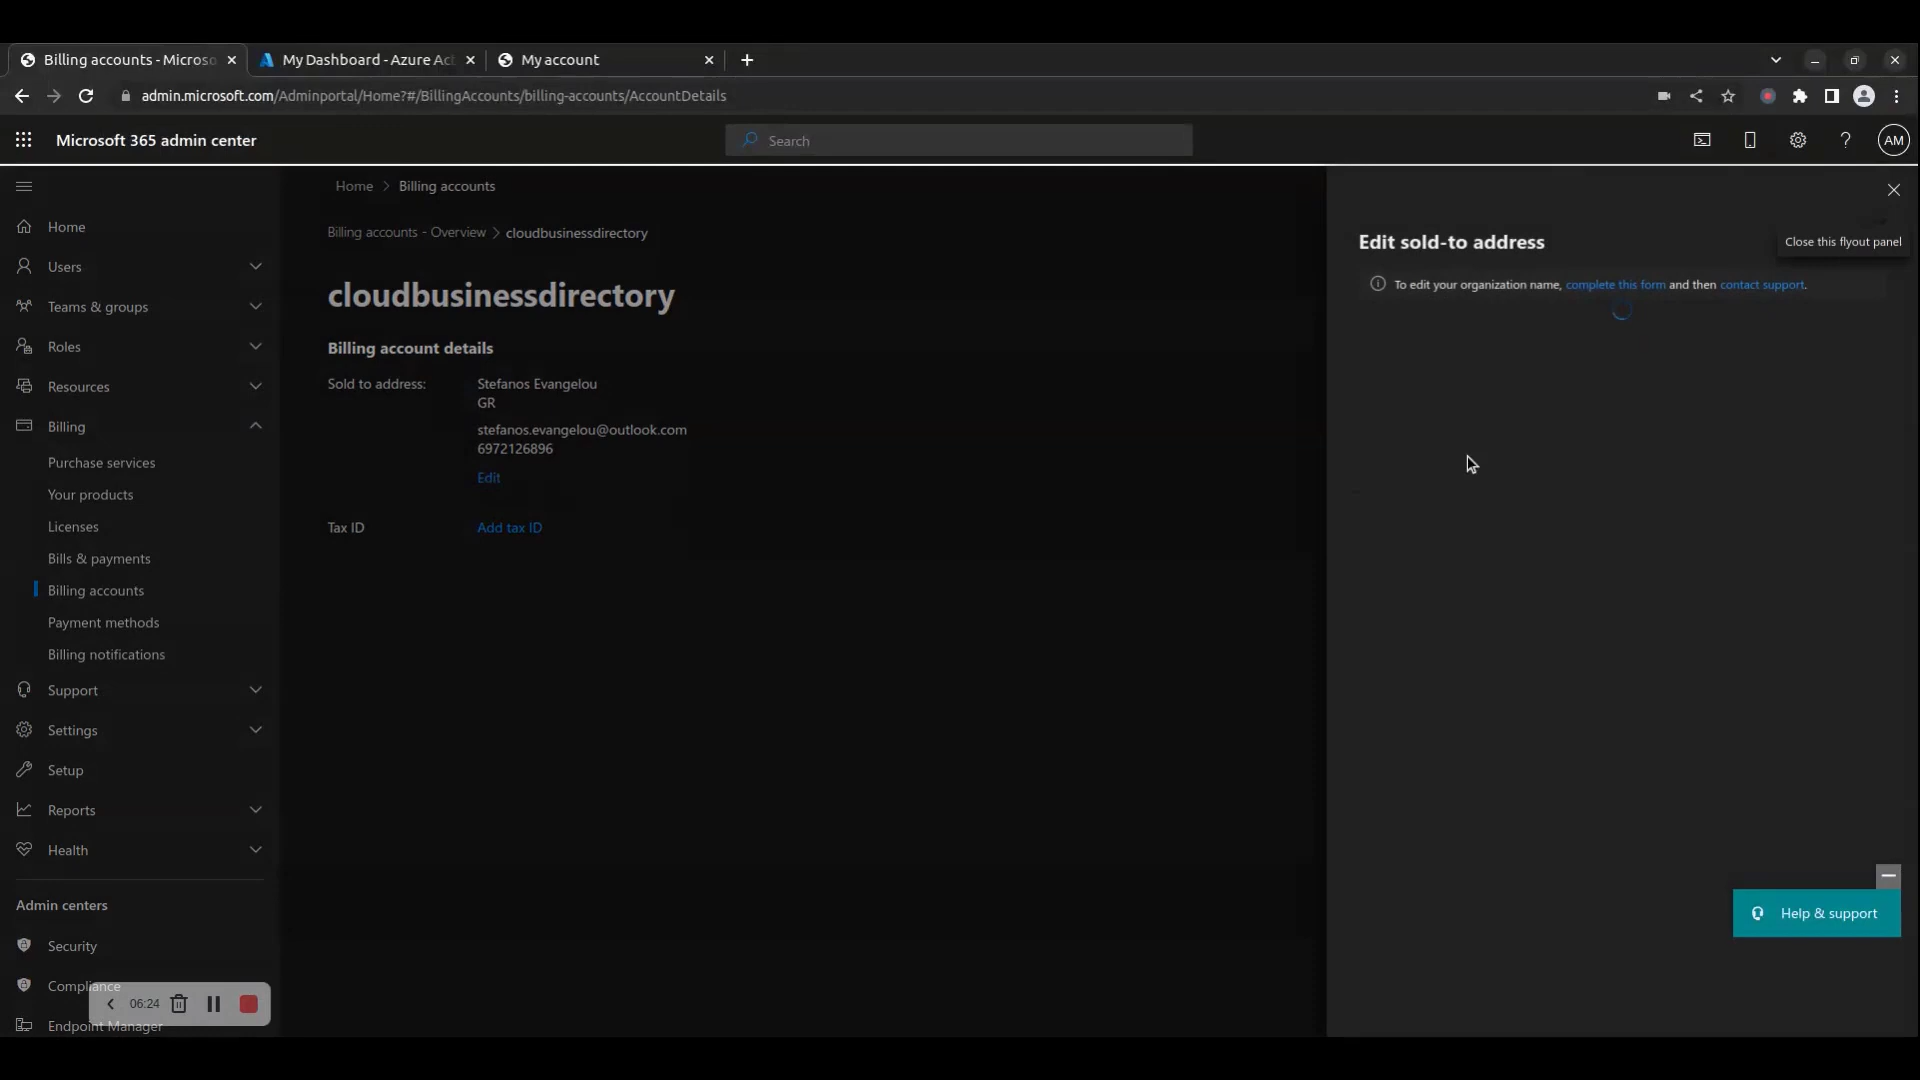 Billing accounts - Microso
My Dashboard - Azure Act
My account
admin.microsoft.com/Adminportal/Home?#/BillingAccounts/billing-accounts/AccountDetails
Microsoft 365 admin center
Search
AM
Home
Users
Teams & groups
Roles
Resources
Billing
Purchase services
Your products
Licenses
Bills & payments
Billing accounts
Payment methods
Billing notifications
Support
Settings
Setup
Reports
Health
Admin centers
Security
Compliance
Endpoint Manager
06:24
Home > Billing accounts
Billing accounts - Overview > cloudbusinessdirectory
cloudbusinessdirectory
Billing account details
Sold to address:
Stefanos Evangelou
GR
stefanos.evangelou@outlook.com
6972126896
Edit
Tax ID
Add tax ID
Edit sold-to address
Close this flyout panel
To edit your organization name, complete this form and then contact support.
Help & support